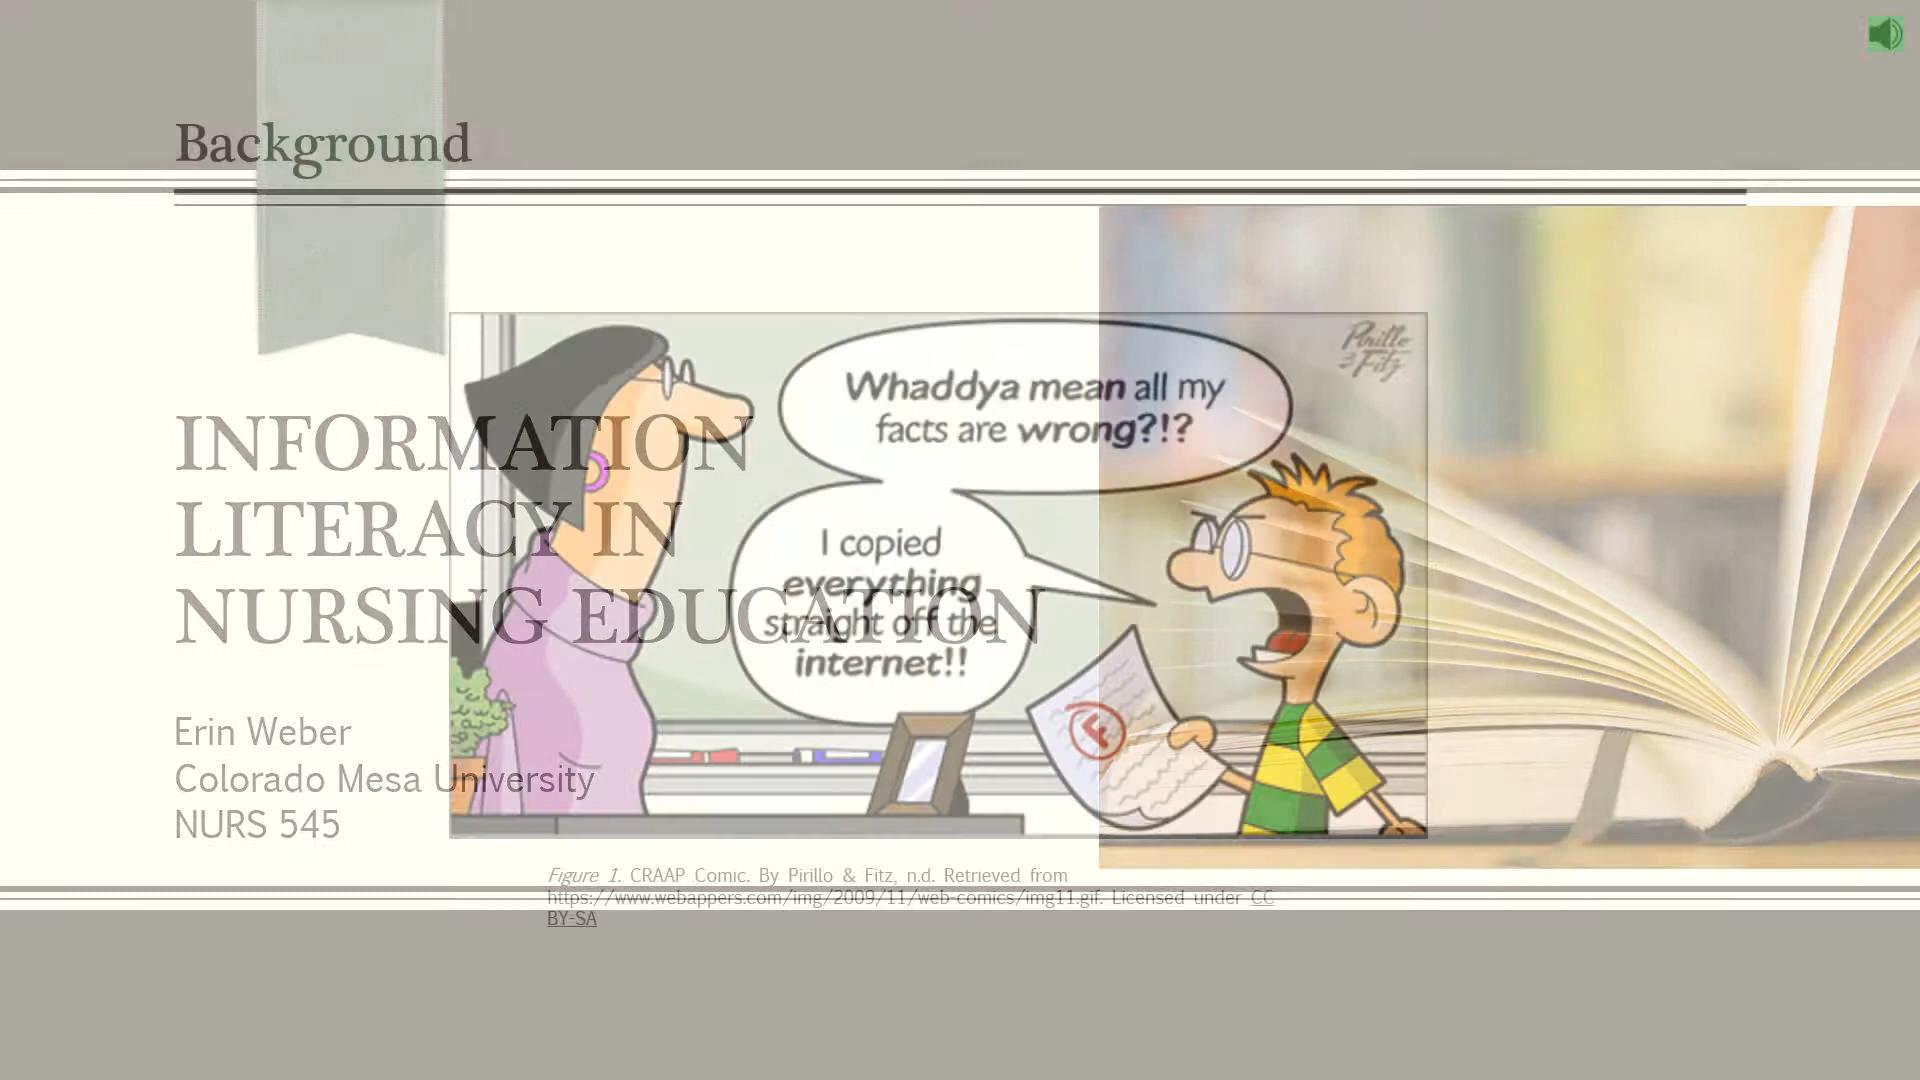 Background
INFORMATION
LITERACY IN
NURSING EDUCATION
Erin Weber
Colorado Mesa University
NURS 545
Whaddya mean all my
facts are wrong?!?
I copied
everything
straight off the
internet!!
Pirillo
& Fitz
F
Figure 1. CRAAP Comic. By Pirillo & Fitz, n.d. Retrieved from
https://www.webappers.com/img/2009/11/web-comics/img11.gif. Licensed under CC
BY-SA